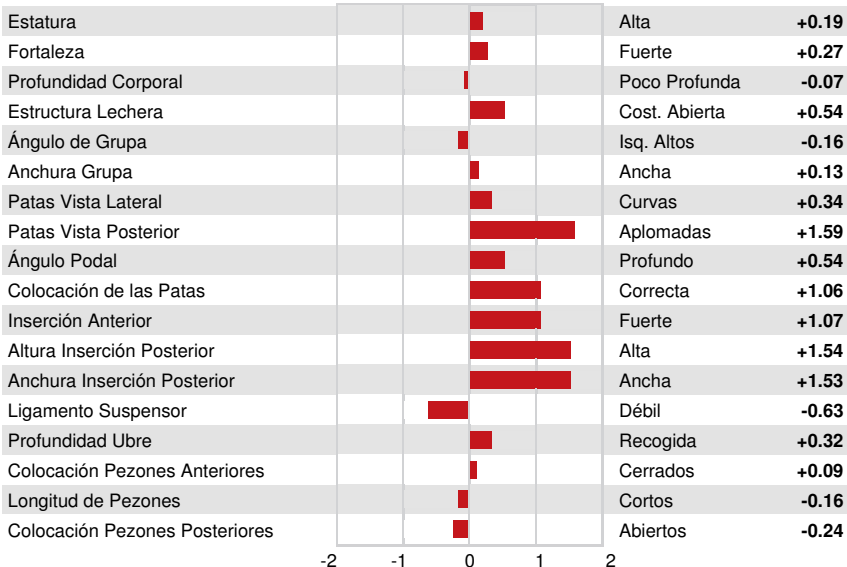 Estatura Alta +0.19
Fortaleza Fuerte +0.27
Profundidad Corporal Poco Profunda -0.07
Estructura Lechera Cost. Abierta +0.54
Ángulo de Grupa Isq. Altos -0.16
Anchura Grupa Ancha +0.13
Patas Vista Lateral Curvas +0.34
Patas Vista Posterior Aplomadas +1.59
Ángulo Podal Profundo +0.54
Colocación de las Patas Correcta +1.06
Inserción Anterior Fuerte +1.07
Altura Inserción Posterior Alta +1.54
Anchura Inserción Posterior Ancha +1.53
Ligamento Suspensor Débil -0.63
Profundidad Ubre Recogida +0.32
Colocación Pezones Anteriores Cerrados +0.09
Longitud de Pezones Cortos -0.16
Colocación Pezones Posteriores Abiertos -0.24
-2 -1 0 1 2